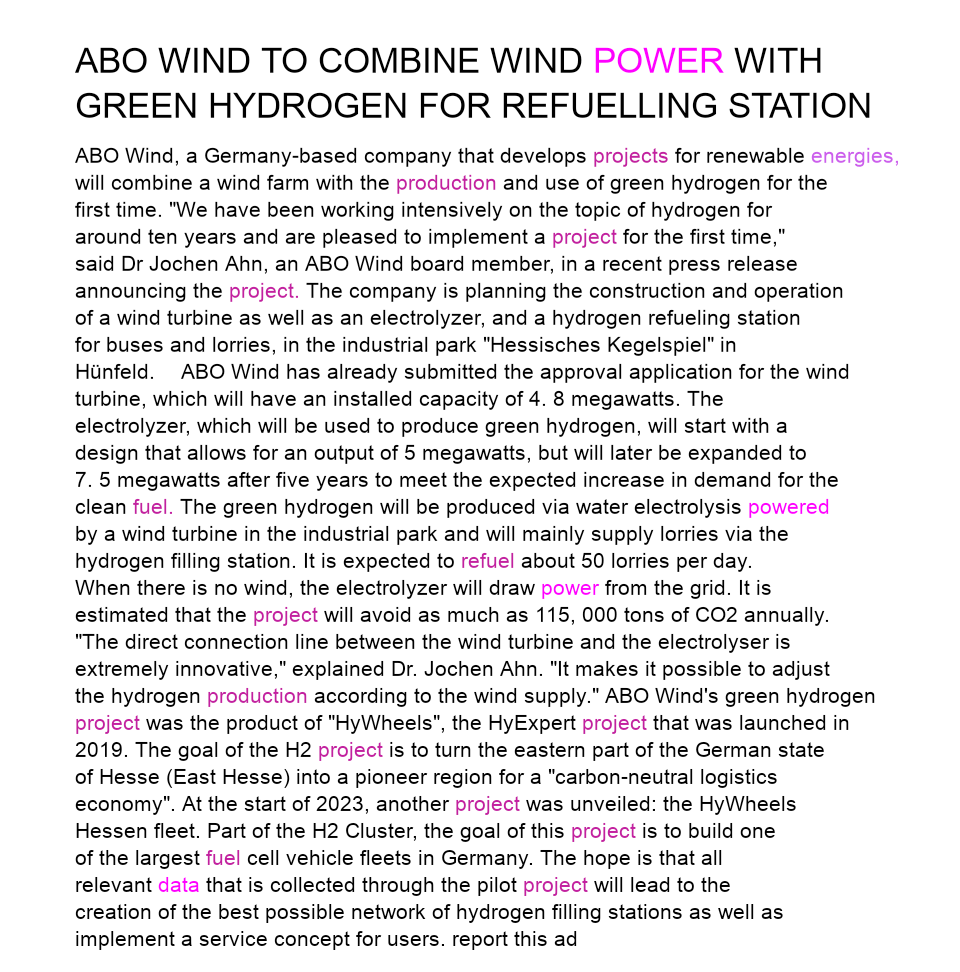 ABO WIND TO COMBINE WIND POWER WITH
GREEN HYDROGEN FOR REFUELLING STATION
ABO Wind, a Germany-based company that develops projects for renewable energies,
will combine a wind farm with the production and use of green hydrogen for the
first time. "We have been working intensively on the topic of hydrogen for
around ten years and are pleased to implement a project for the first time,"
said Dr Jochen Ahn, an ABO Wind board member, in a recent press release
announcing the project. The company is planning the construction and operation
of a wind turbine as well as an electrolyzer, and a hydrogen refueling station
for buses and lorries, in the industrial park "Hessisches Kegelspiel" in
Hünfeld.    ABO Wind has already submitted the approval application for the wind
turbine, which will have an installed capacity of 4. 8 megawatts. The
electrolyzer, which will be used to produce green hydrogen, will start with a
design that allows for an output of 5 megawatts, but will later be expanded to
7. 5 megawatts after five years to meet the expected increase in demand for the
clean fuel. The green hydrogen will be produced via water electrolysis powered
by a wind turbine in the industrial park and will mainly supply lorries via the
hydrogen filling station. It is expected to refuel about 50 lorries per day.
When there is no wind, the electrolyzer will draw power from the grid. It is
estimated that the project will avoid as much as 115, 000 tons of CO2 annually.
"The direct connection line between the wind turbine and the electrolyser is
extremely innovative," explained Dr. Jochen Ahn. "It makes it possible to adjust
the hydrogen production according to the wind supply." ABO Wind's green hydrogen
project was the product of "HyWheels", the HyExpert project that was launched in
2019. The goal of the H2 project is to turn the eastern part of the German state
of Hesse (East Hesse) into a pioneer region for a "carbon-neutral logistics
economy". At the start of 2023, another project was unveiled: the HyWheels
Hessen fleet. Part of the H2 Cluster, the goal of this project is to build one
of the largest fuel cell vehicle fleets in Germany. The hope is that all
relevant data that is collected through the pilot project will lead to the
creation of the best possible network of hydrogen filling stations as well as
implement a service concept for users. report this ad